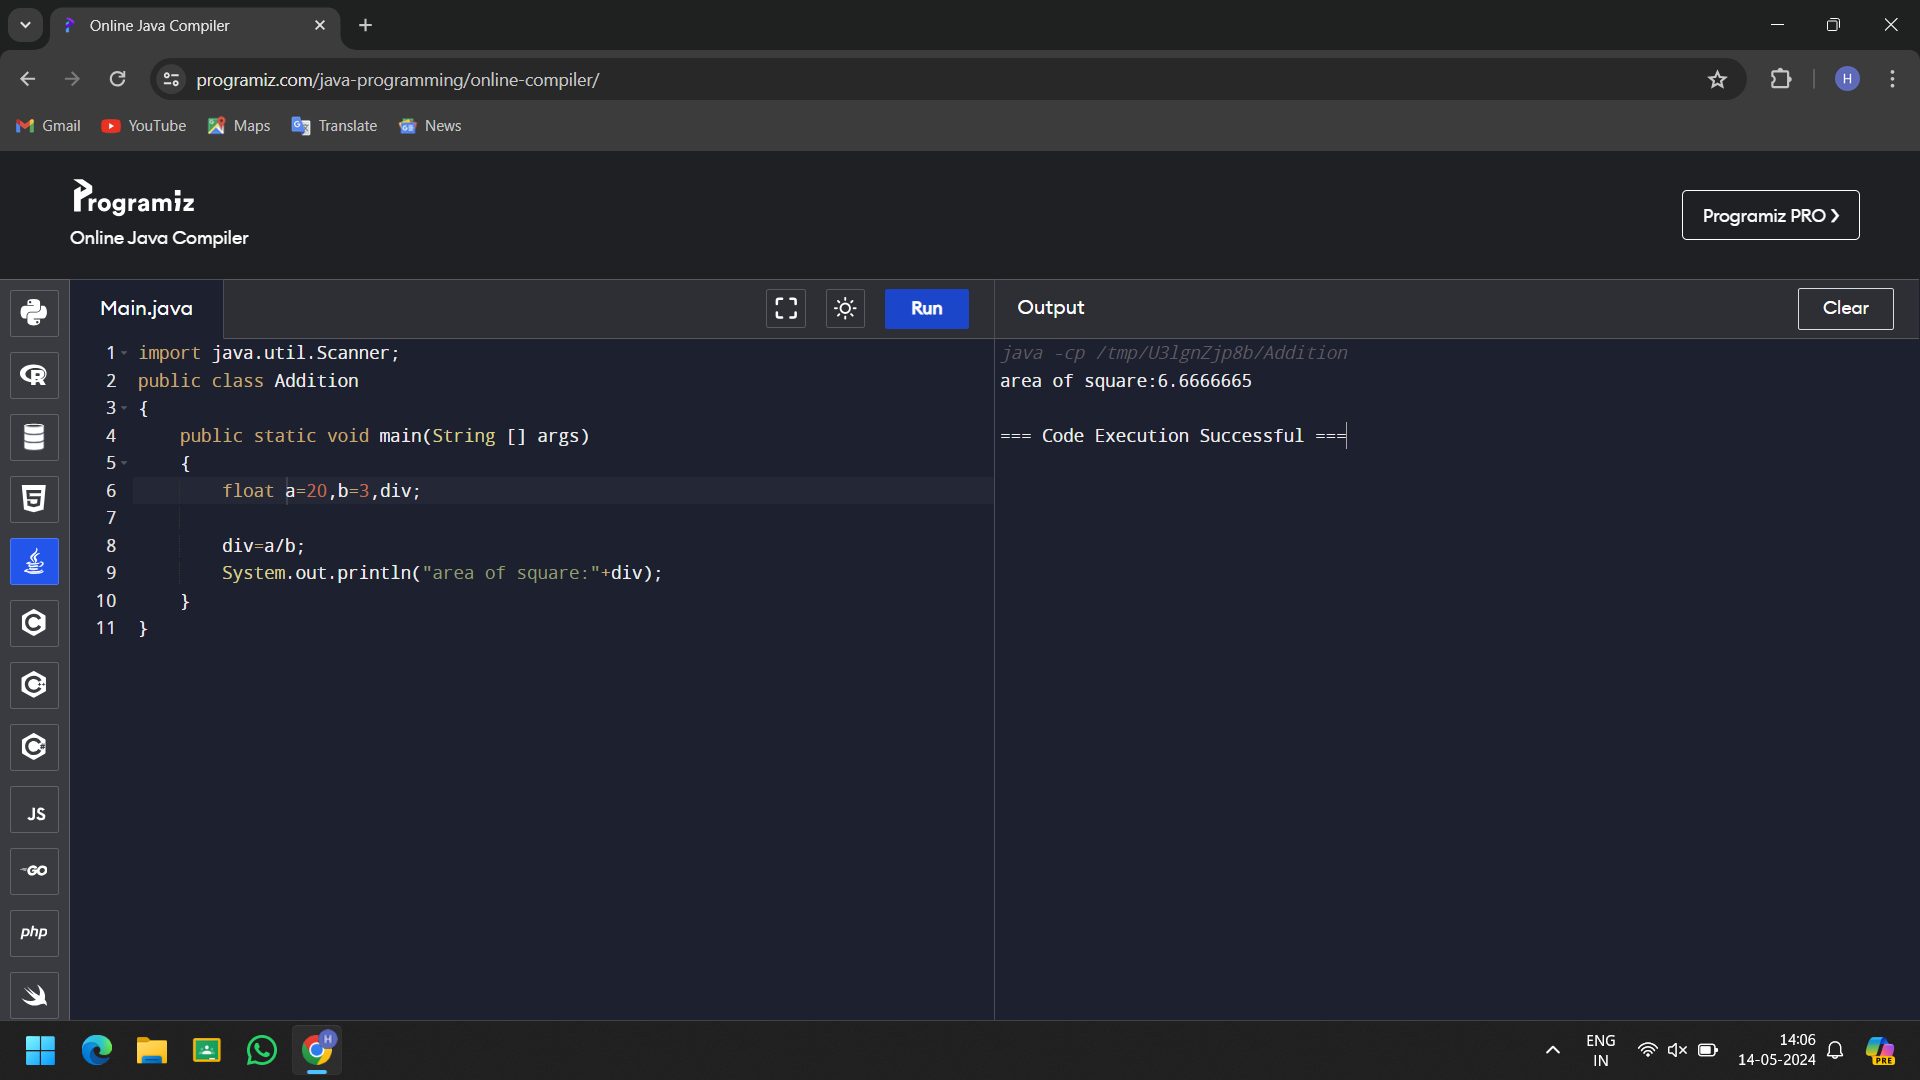 Online Java Compiler
programiz.com/java-programming/online-compiler/
H
Gmail YouTube Maps Translate News
Programiz
Online Java Compiler
Programiz PRO ❯
Main.java
Run
Output
Clear
1 import java.util.Scanner;
2 public class Addition
3 {
4 public static void main(String [] args)
5 {
6 float a=20,b=3,div;
7
8 div=a/b;
9 System.out.println("area of square:"+div);
10 }
11 }
java -cp /tmp/U3lgnZjp8b/Addition
area of square:6.6666665
=== Code Execution Successful ===
R
5
C
C++
C#
JS
GO
php
H
ENG
IN
14:06
14-05-2024
PRE